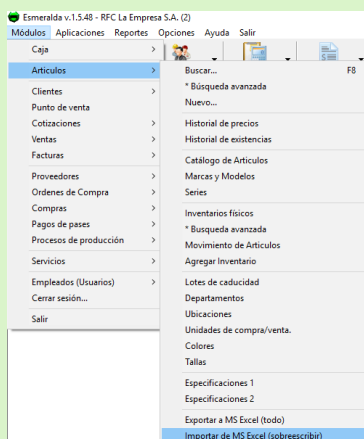 Esmeralda v.1.5.48 - RFC La Empresa S.A. (2)
Módulos Aplicaciones Reportes Opciones Ayuda Salir
Caja
Articulos
Clientes
Punto de venta
Cotizaciones
Ventas
Facturas
Proveedores
Ordenes de Compra
Compras
Pagos de pases
Procesos de producción
Servicios
Empleados (Usuarios)
Cerrar sesión...
Salir
Buscar... F8
* Búsqueda avanzada
Nuevo...
Historial de precios
Historial de existencias
Catálogo de Articulos
Marcas y Modelos
Series
Inventarios físicos
* Busqueda avanzada
Movimiento de Articulos
Agregar Inventario
Lotes de caducidad
Departamentos
Ubicaciones
Unidades de compra/venta.
Colores
Tallas
Especificaciones 1
Especificaciones 2
Exportar a MS Excel (todo)
Importar de MS Excel (sobreescribir)